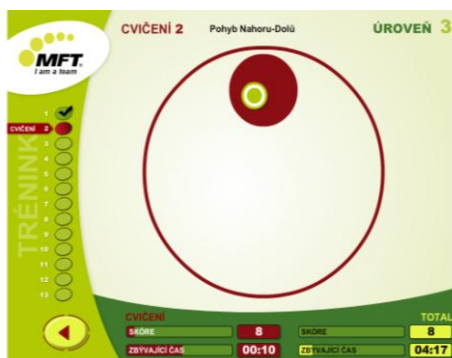 CVIČENÍ 2 Pohyb Nahoru-Dolů ÚROVEŇ 3
MFT
I am a team
TRÉNINK
1
CVIČENÍ 2
3
4
5
6
7
8
9
10
11
12
13
CVIČENÍ TOTAL
SKÓRE 8 SKÓRE 8
ZBÝVAJÍCÍ ČAS 00:10 ZBÝVAJÍCÍ ČAS 04:17